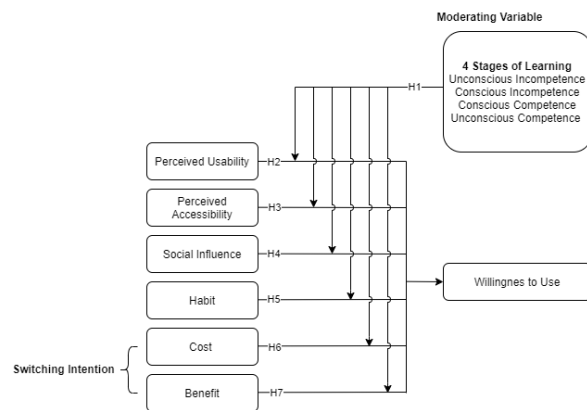 Moderating Variable
4 Stages of Learning
Unconscious Incompetence
Conscious Incompetence
Conscious Competence
Unconscious Competence
H1
Perceived Usability
H2
Perceived
Accessibility
H3
Social Influence
H4
Habit
H5
Willingnes to Use
Cost
H6
Switching Intention
Benefit
H7